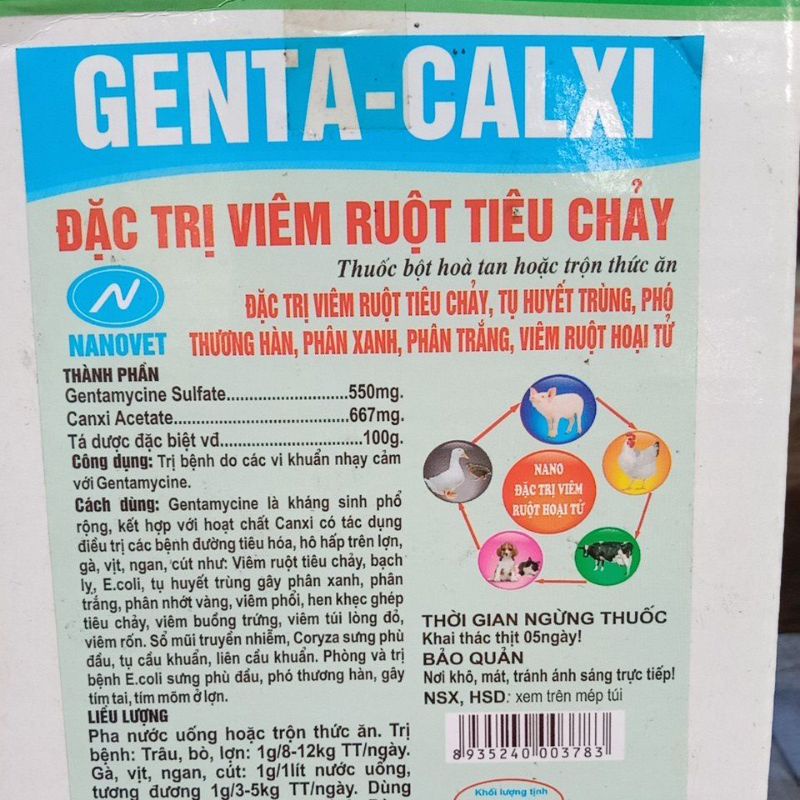 GENTA-CALXI
ĐẶC TRỊ VIÊM RUỘT TIÊU CHẢY
Thuốc bột hoà tan hoặc trộn thức ăn
NANOVET
ĐẶC TRỊ VIÊM RUỘT TIÊU CHẢY, TỤ HUYẾT TRÙNG, PHÓ
THƯƠNG HÀN, PHÂN XANH, PHÂN TRẮNG, VIÊM RUỘT HOẠI TỬ
THÀNH PHẦN
Gentamycine Sulfate............................550mg.
Canxi Acetate........................................667mg.
Tá dược đặc biệt vđ................................100g.
Công dụng: Trị bệnh do các vi khuẩn nhạy cảm
với Gentamycine.
Cách dùng: Gentamycine là kháng sinh phổ
rộng, kết hợp với hoạt chất Canxi có tác dụng
điều trị các bệnh đường tiêu hóa, hô hấp trên lợn,
gà, vịt, ngan, cút như: Viêm ruột tiêu chảy, bạch
lỵ, E.coli, tụ huyết trùng gây phân xanh, phân
trắng, phân nhớt vàng, viêm phổi, hen khẹc ghép
tiêu chảy, viêm buồng trứng, viêm túi lòng đỏ,
viêm rốn. Sổ mũi truyền nhiễm, Coryza sưng phù
đầu, tụ cầu khuẩn, liên cầu khuẩn. Phòng và trị
bệnh E.coli sưng phù đầu, phó thương hàn, gây
tím tai, tím mõm ở lợn.
LIỀU LƯỢNG
Pha nước uống hoặc trộn thức ăn. Trị
bệnh: Trâu, bò, lợn: 1g/8-12kg TT/ngày.
Gà, vịt, ngan, cút: 1g/1lít nước uống,
tương đương 1g/3-5kg TT/ngày. Dùng
NANO
ĐẶC TRỊ VIÊM
RUỘT HOẠI TỬ
THỜI GIAN NGỪNG THUỐC
Khai thác thịt 05ngày!
BẢO QUẢN
Nơi khô, mát, tránh ánh sáng trực tiếp!
NSX, HSD: xem trên mép túi
8 935240 003783
Khối lượng tịnh